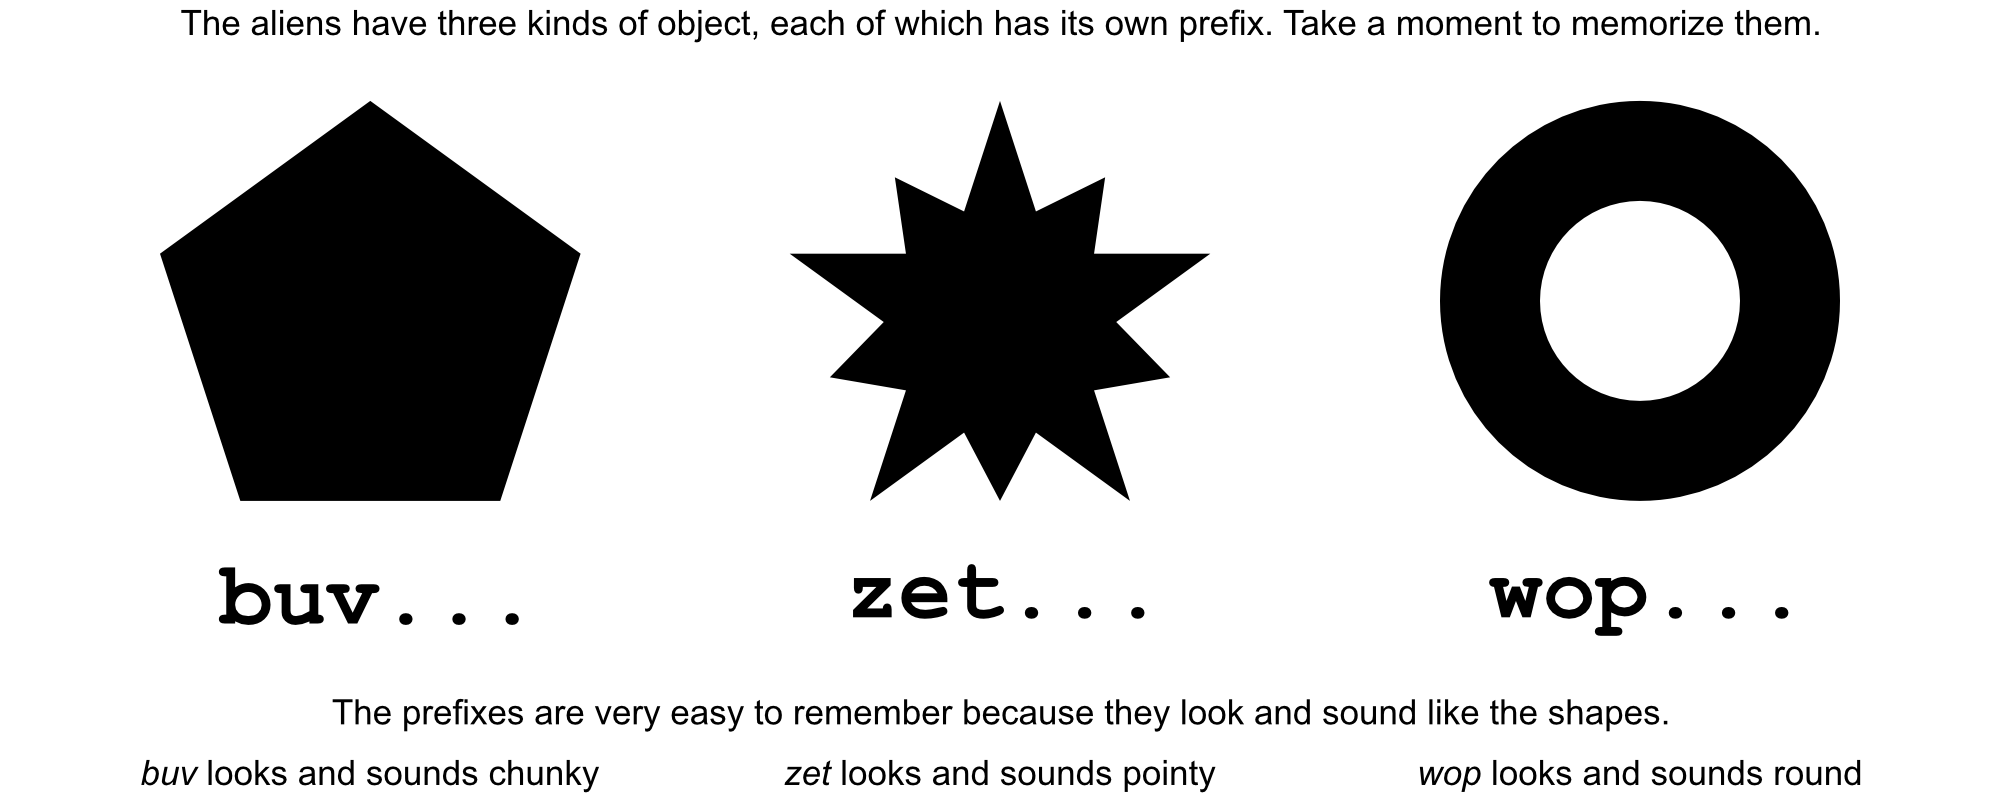 The aliens have three kinds of object, each of which has its own prefix. Take a moment to memorize them.
buv... zet... wop...
The prefixes are very easy to remember because they look and sound like the shapes.
buv looks and sounds chunky zet looks and sounds pointy wop looks and sounds round